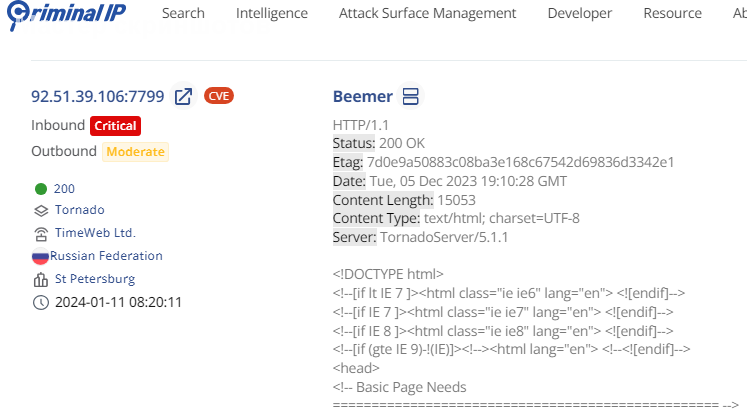 Criminal IP
Search Intelligence Attack Surface Management Developer Resource Ab
92.51.39.106:7799 CVE
Inbound Critical
Outbound Moderate
200
Tornado
TimeWeb Ltd.
Russian Federation
St Petersburg
2024-01-11 08:20:11
Beemer
HTTP/1.1
Status: 200 OK
Etag: 7d0e9a50883c08ba3e168c67542d69836d3342e1
Date: Tue, 05 Dec 2023 19:10:28 GMT
Content Length: 15053
Content Type: text/html; charset=UTF-8
Server: TornadoServer/5.1.1
<!DOCTYPE html>
<!--[if lt IE 7 ]><html class="ie ie6" lang="en"> <![endif]-->
<!--[if IE 7 ]><html class="ie ie7" lang="en"> <![endif]-->
<!--[if IE 8 ]><html class="ie ie8" lang="en"> <![endif]-->
<!--[if (gte IE 9)-!(IE)]><!--><html lang="en"> <!--<![endif]-->
<head>
<!-- Basic Page Needs
================================================== -->